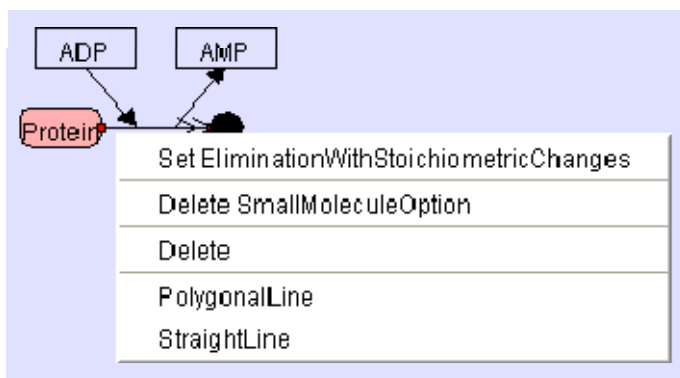 ADP AMP
Protein
Set EliminationWithStoichiometricChanges
Delete SmallMoleculeOption
Delete
PolygonalLine
StraightLine